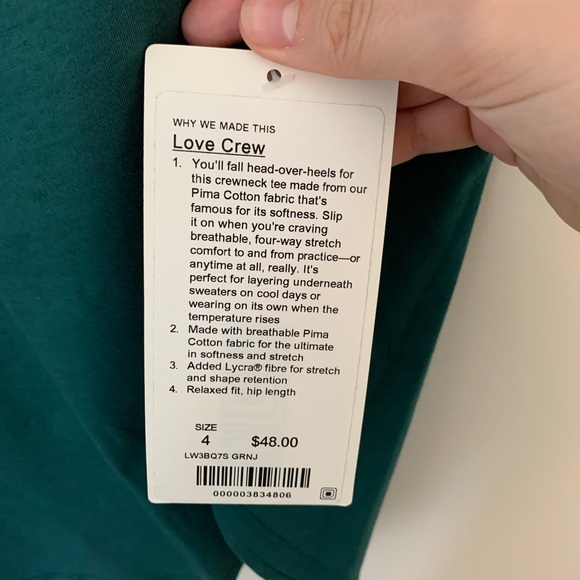 WHY WE MADE THIS
Love Crew
1. You'll fall head-over-heels for
this crewneck tee made from our
Pima Cotton fabric that's
famous for its softness. Slip
it on when you're craving
breathable, four-way stretch
comfort to and from practice—or
anytime at all, really. It's
perfect for layering underneath
sweaters on cool days or
wearing on its own when the
temperature rises
2. Made with breathable Pima
Cotton fabric for the ultimate
in softness and stretch
3. Added Lycra® fibre for stretch
and shape retention
4. Relaxed fit, hip length
SIZE
4 $48.00
LW3BQ7S GRNJ
000003834806